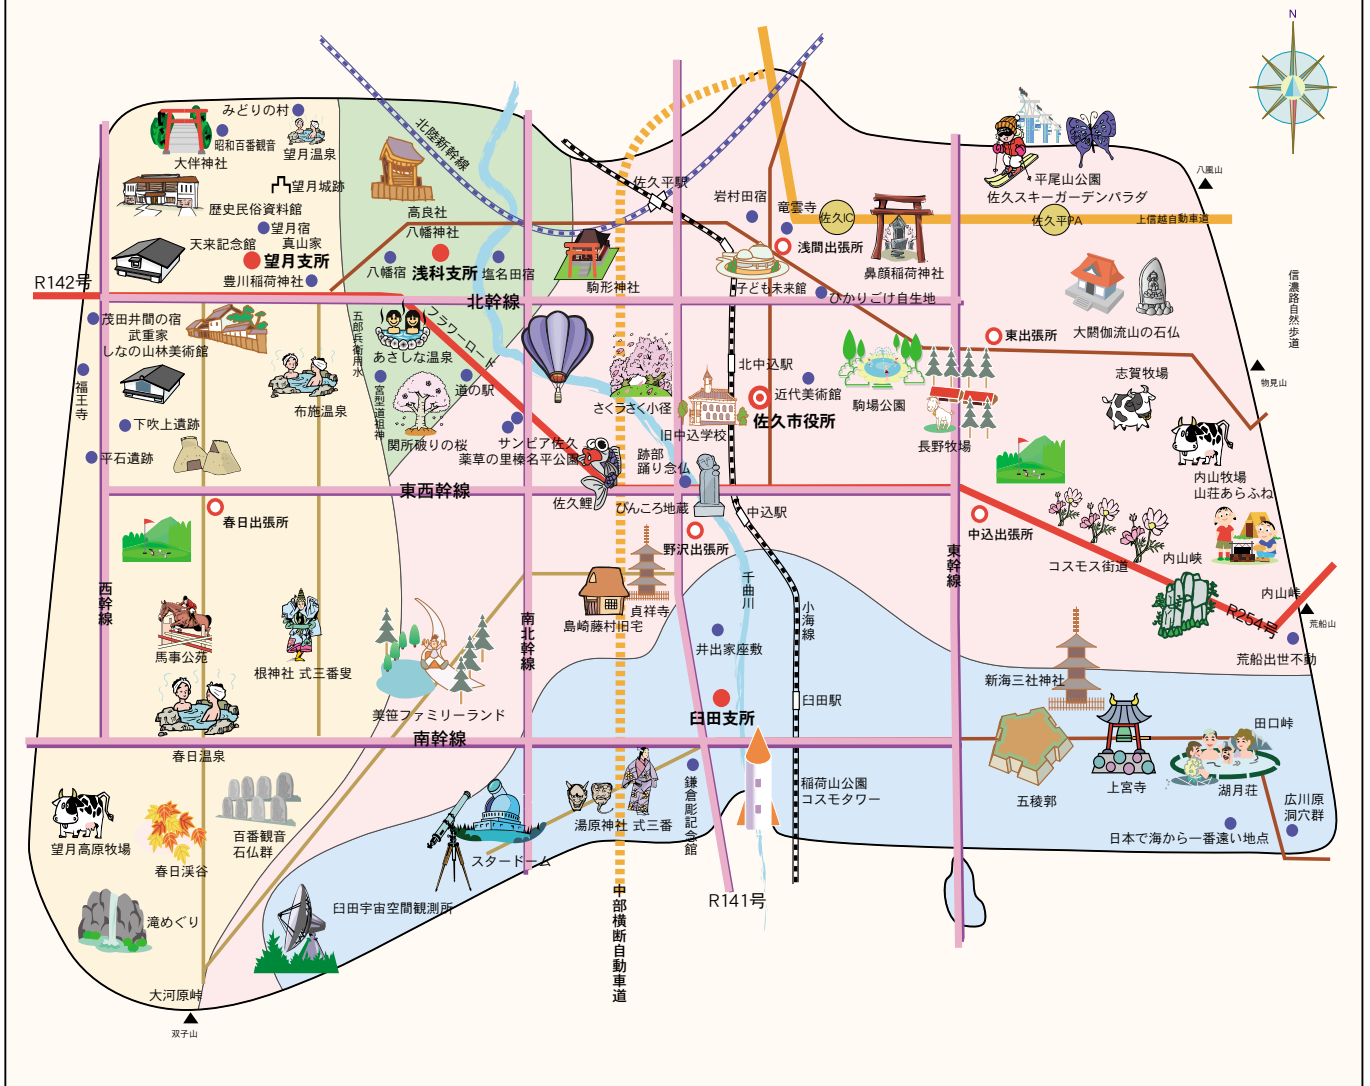 N
みどりの村
昭和百番観音
大伴神社
望月温泉
望月城跡
歴史民俗資料館
望月宿
天来記念館
真山家
望月支所
豊川稲荷神社
R142号
北陸新幹線
高良社
八幡神社
八幡宿
浅科支所
塩名田宿
北幹線
佐久平駅
岩村田宿
竜雲寺
佐久IC
浅間出張所
鼻顔稲荷神社
駒形神社
子ども未来館
ひかりごけ自生地
平尾山公園
佐久スキーガーデンパラダ
佐久平PA
上信越自動車道
八風山
信濃路自然歩道
大閼伽流山の石仏
東出張所
志賀牧場
物見山
茂田井間の宿
武重家
しなの山林美術館
福王寺
五郎兵衛用水
あさしな温泉
フラワーロード
布施温泉
宮型道祖神
道の駅
関所破りの桜
下吹上遺跡
平石遺跡
サンピア佐久
薬草の里榛名平公園
さくラさく小径
旧中込学校
北中込駅
近代美術館
佐久市役所
駒場公園
長野牧場
跡部
踊り念仏
佐久鯉
ぴんころ地蔵
東西幹線
中込駅
野沢出張所
春日出張所
中込出張所
内山牧場
山荘あらふね
コスモス街道
内山峡
内山峠
R254号
荒船山
荒船出世不動
西幹線
東幹線
千曲川
小海線
貞祥寺
島崎藤村旧宅
南北幹線
井出家座敷
馬事公苑
根神社 式三番叟
美笹ファミリーランド
新海三社神社
臼田駅
臼田支所
南幹線
春日温泉
田口峠
五稜郭
上宮寺
湖月荘
広川原
洞穴群
日本で海から一番遠い地点
稲荷山公園
コスモタワー
鎌倉彫記念館
湯原神社 式三番
スタードーム
百番観音
石仏群
望月高原牧場
春日渓谷
滝めぐり
臼田宇宙空間観測所
中部横断自動車道
R141号
大河原峠
双子山